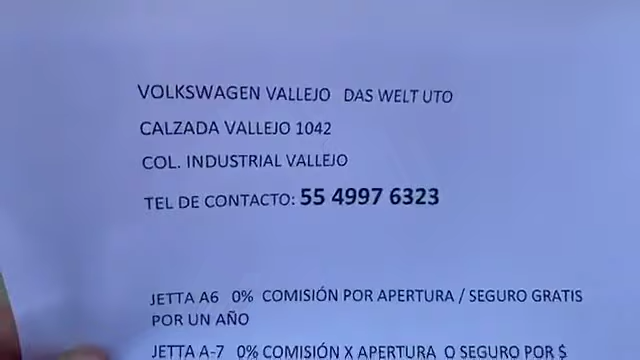 VOLKSWAGEN VALLEJO DAS WELT UTO
CALZADA VALLEJO 1042
COL. INDUSTRIAL VALLEJO
TEL DE CONTACTO: 55 4997 6323
JETTA A6 0% COMISIÓN POR APERTURA / SEGURO GRATIS
POR UN AÑO
JETTA A-7 0% COMISIÓN X APERTURA O SEGURO POR $